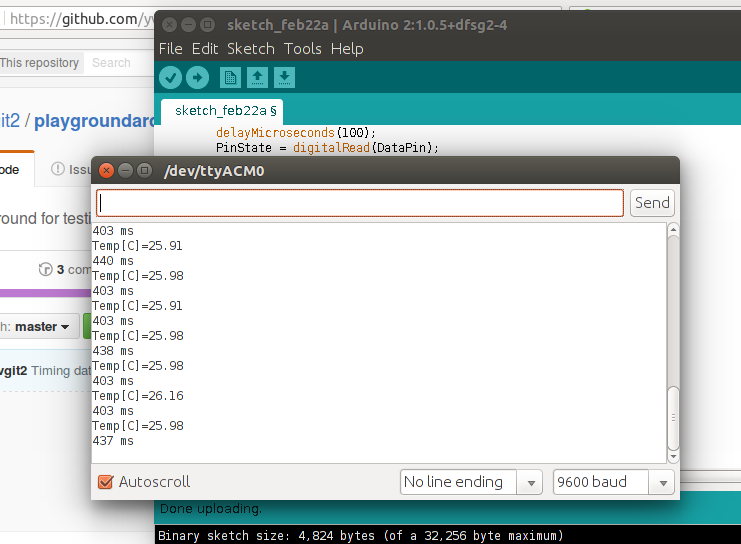 https://github.com/yv
This repository
Search
git2 / playgroundard
ode
Issu
round for testi
3 com
h: master
vgit2 Timing dat
sketch_feb22a | Arduino 2:1.0.5+dfsg2-4
File Edit Sketch Tools Help
sketch_feb22a §
delayMicroseconds(100);
PinState = digitalRead(DataPin);
/dev/ttyACM0
Send
403 ms
Temp[C]=25.91
440 ms
Temp[C]=25.98
403 ms
Temp[C]=25.91
403 ms
Temp[C]=25.98
438 ms
Temp[C]=25.98
403 ms
Temp[C]=26.16
403 ms
Temp[C]=25.98
437 ms
Autoscroll
No line ending
9600 baud
Done uploading.
Binary sketch size: 4,824 bytes (of a 32,256 byte maximum)